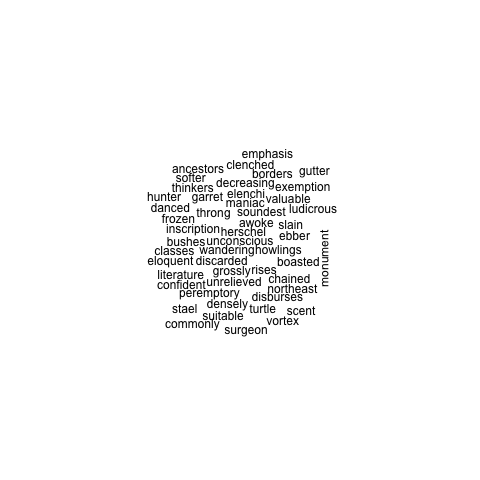 emphasis
clenched
ancestors borders gutter
softer decreasing
thinkers exemption
hunter garret elenchi valuable
maniac
danced throng soundest ludicrous
frozen awoke slain
inscription herschel ebber
bushes unconscious
classes wandering howlings monument
eloquent discarded boasted
literature grossly rises
confident unrelieved chained
peremptory northeast
disburses
stael densely turtle scent
suitable
commonly vortex
surgeon